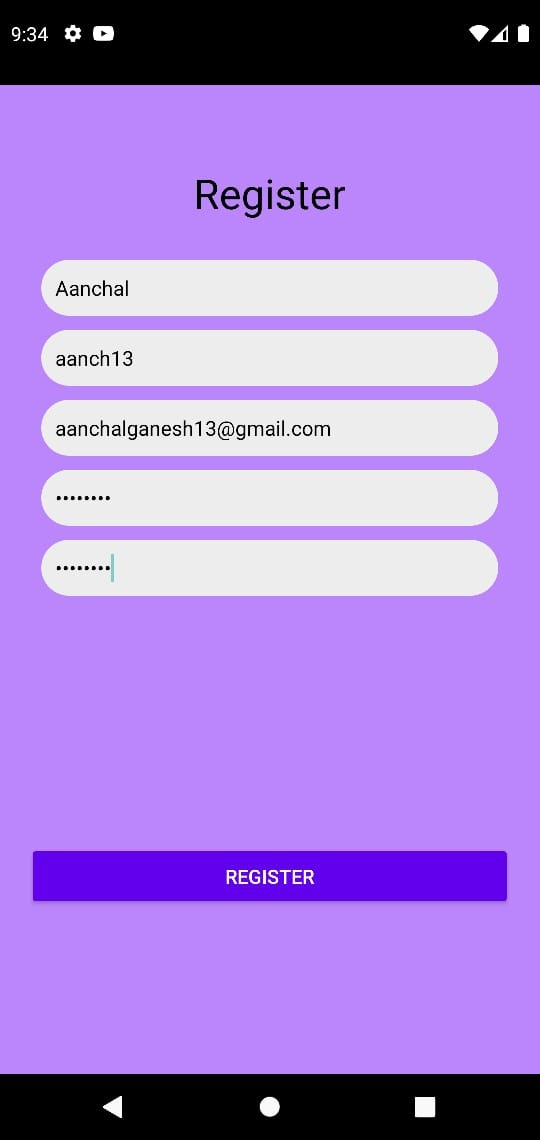 9:34
Register
Aanchal
aanch13
aanchalganesh13@gmail.com
••••••••
••••••••
REGISTER